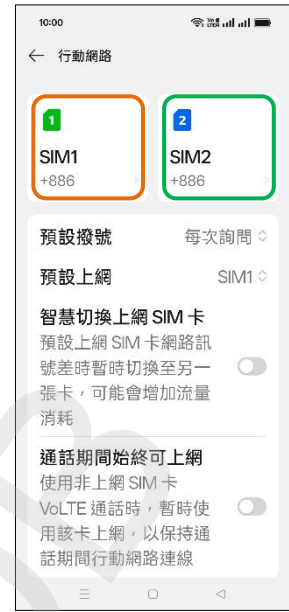 10:00
行動網路
1
2
SIM1
SIM2
+886
+886
預設撥號 每次詢問
預設上網 SIM1
智慧切換上網 SIM 卡
預設上網 SIM 卡網路訊
號差時暫時切換至另一
張卡，可能會增加流量
消耗
通話期間始終可上網
使用非上網 SIM 卡
VoLTE 通話時，暫時使
用該卡上網，以保持通
話期間行動網路連線